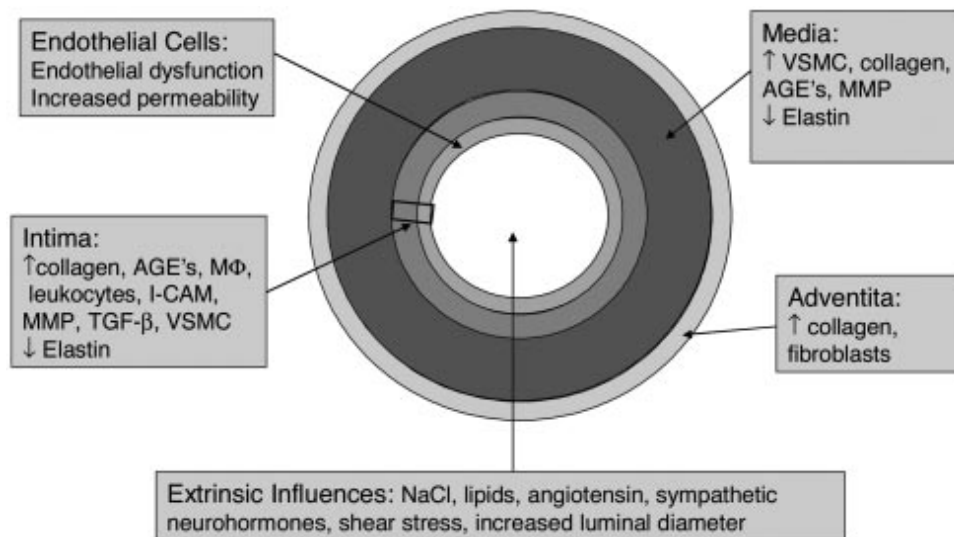 Endothelial Cells:
Endothelial dysfunction
Increased permeability
Media:
↑ VSMC, collagen,
AGE's, MMP
↓ Elastin
Intima:
↑collagen, AGE's, MΦ,
leukocytes, I-CAM,
MMP, TGF-β, VSMC
↓ Elastin
Adventita:
↑ collagen,
fibroblasts
Extrinsic Influences: NaCl, lipids, angiotensin, sympathetic
neurohormones, shear stress, increased luminal diameter